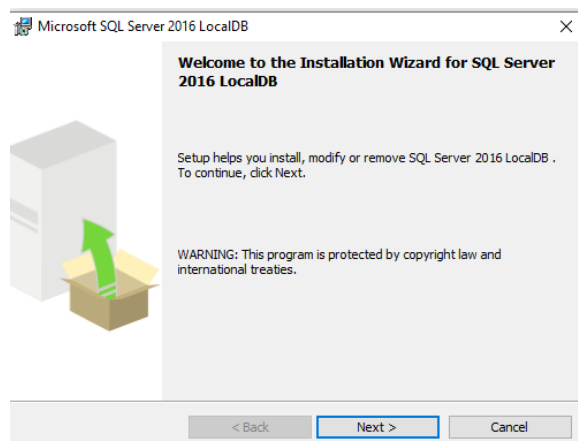 Microsoft SQL Server 2016 LocalDB
Welcome to the Installation Wizard for SQL Server
2016 LocalDB
Setup helps you install, modify or remove SQL Server 2016 LocalDB .
To continue, click Next.
WARNING: This program is protected by copyright law and
international treaties.
< Back Next > Cancel